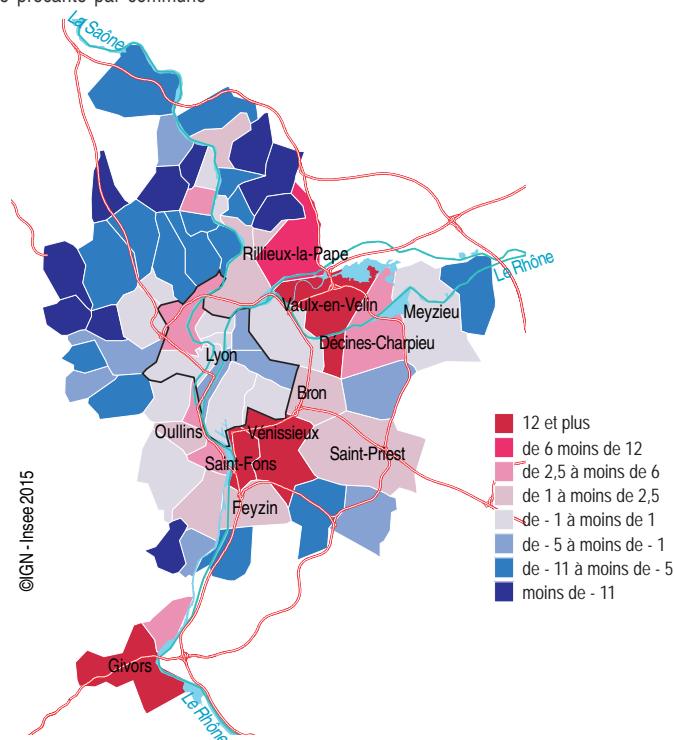 précante par commune
La Saône
Rillieux-la-Pape
Le Rhône
Vaulx-en-Velin
Meyzieu
Décines-Charpieu
Lyon
Bron
Oullins
Vénissieux
Saint-Priest
Saint-Fons
Feyzin
12 et plus
de 6 moins de 12
de 2,5 à moins de 6
de 1 à moins de 2,5
de - 1 à moins de 1
de - 5 à moins de - 1
de - 11 à moins de - 5
moins de - 11
©IGN - Insee 2015
Givors
Le Rhône